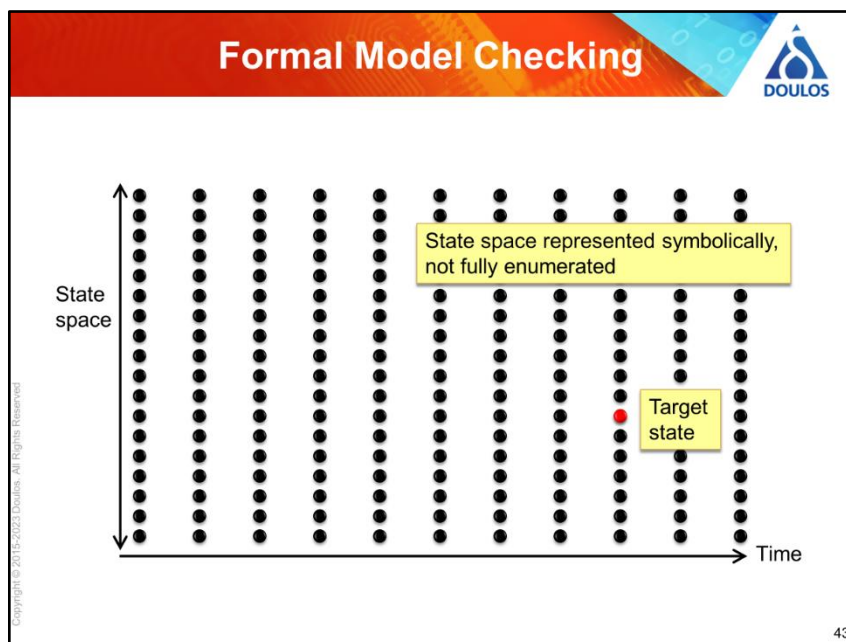 Formal Model Checking
DOULOS
State space represented symbolically,
not fully enumerated
State
space
Target
state
Time
Copyright © 2015-2023 Doulos. All Rights Reserved
43